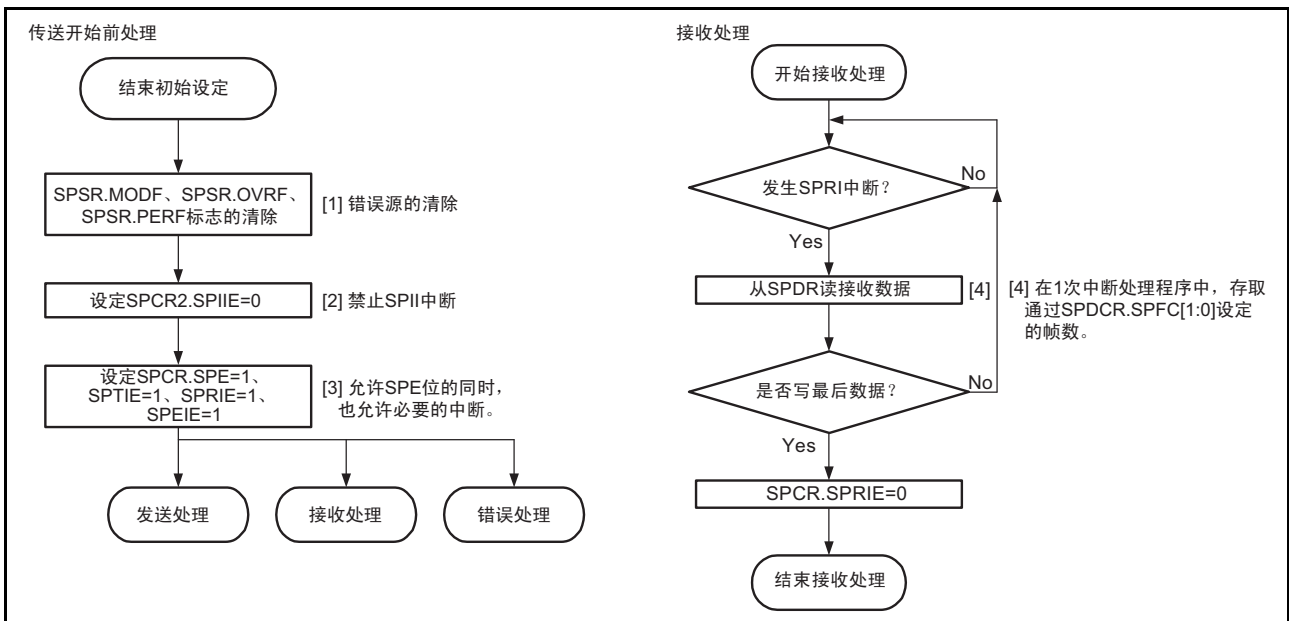 传送开始前处理
结束初始设定
SPSR.MODF、SPSR.OVRF、
SPSR.PERF标志的清除
[1] 错误源的清除
设定SPCR2.SPIIE=0
[2] 禁止SPII中断
设定SPCR.SPE=1、
SPTIE=1、SPRIE=1、
SPEIE=1
[3] 允许SPE位的同时，
也允许必要的中断。
发送处理
接收处理
错误处理
接收处理
开始接收处理
发生SPRI中断？
No
Yes
从SPDR读接收数据
[4]
[4] 在1次中断处理程序中，存取
通过SPDCR.SPFC[1:0]设定
的帧数。
是否写最后数据？
No
Yes
SPCR.SPRIE=0
结束接收处理